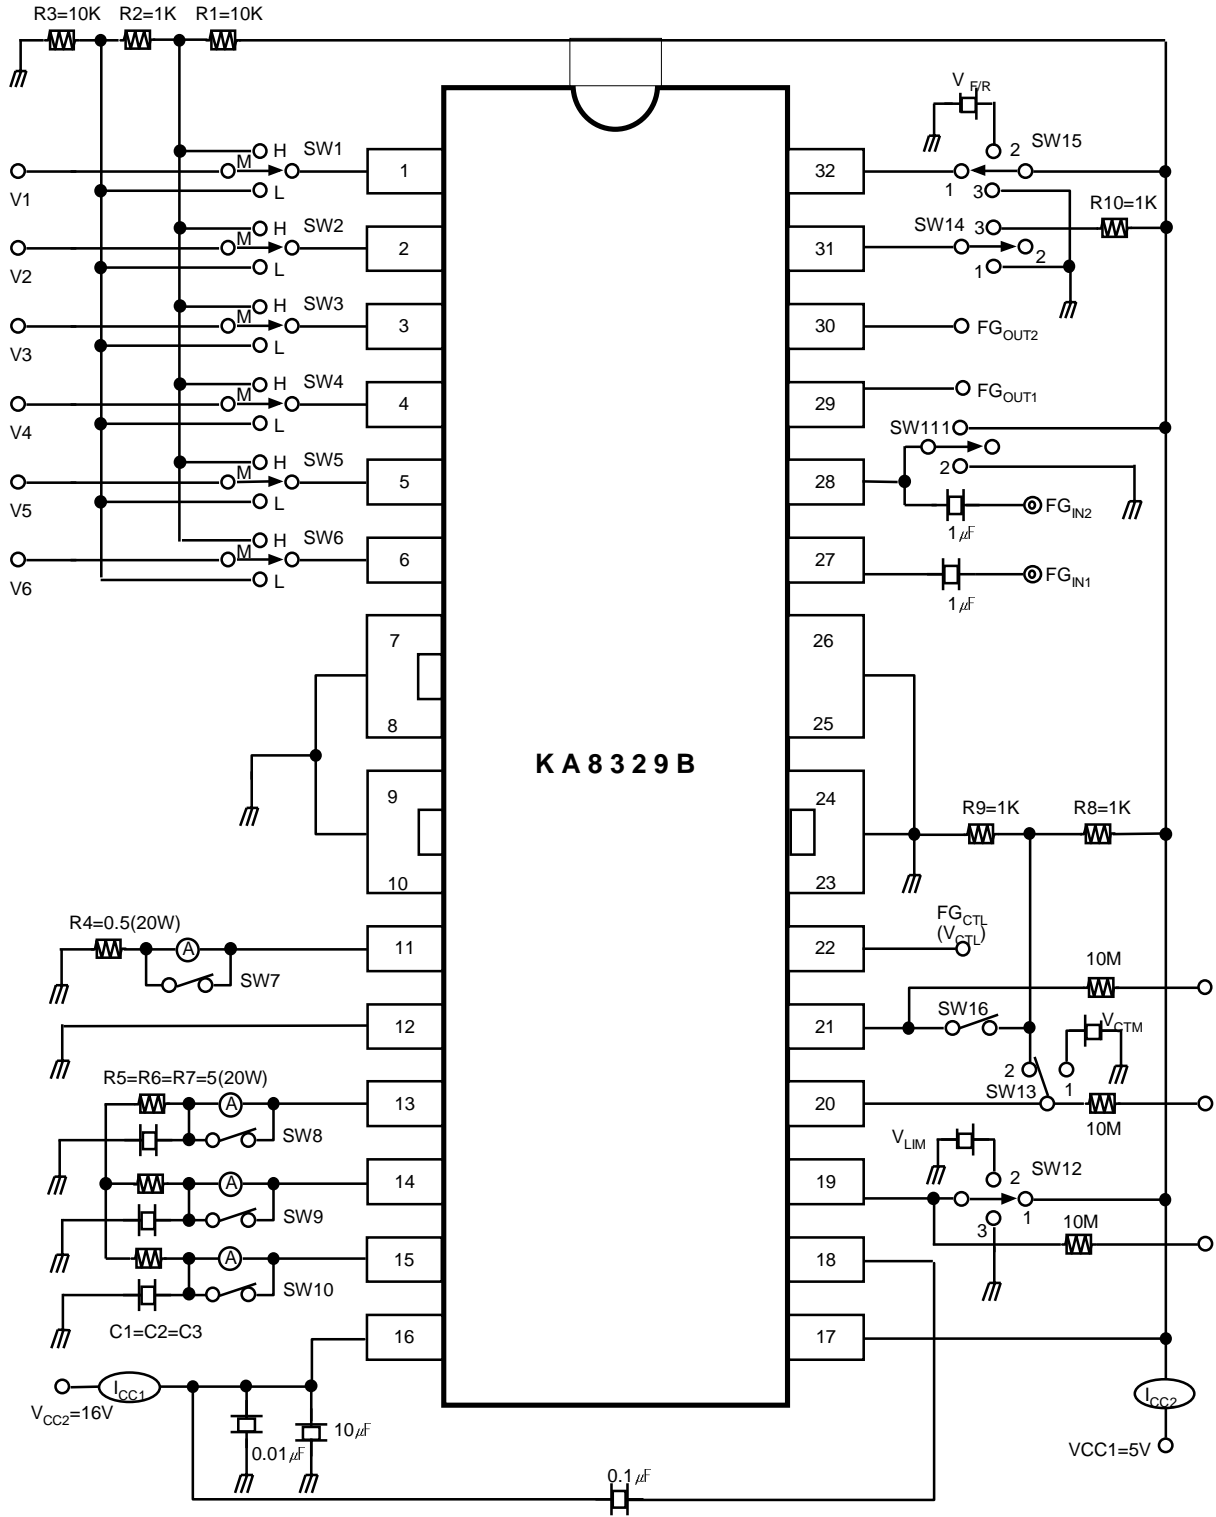 R3=10K R2=1K R1=10K
V F/R
H SW1
M
L
V1
1
32
2 SW15
1
3
R10=1K
H SW2
M
L
V2
2
31
SW14 3
2
1
H SW3
M
L
V3
3
30
FGOUT2
H SW4
M
L
V4
4
29
FGOUT1
SW111
H SW5
M
L
V5
5
28
2
FGIN2
1㎌
H SW6
M
L
V6
6
27
FGIN1
1㎌
7
26
8
25
KA8329B
9
24
R9=1K R8=1K
10
23
R4=0.5(20W)
A
SW7
11
22
FGCTL
(VCTL)
10M
12
21
SW16
VCTM
R5=R6=R7=5(20W)
A
SW8
13
20
2
1
SW13
10M
VLIM
A
SW9
14
19
2 SW12
1
3
10M
A
SW10
15
18
C1=C2=C3
16
17
ICC1
VCC2=16V
0.01㎌
10㎌
ICC2
VCC1=5V
0.1㎌